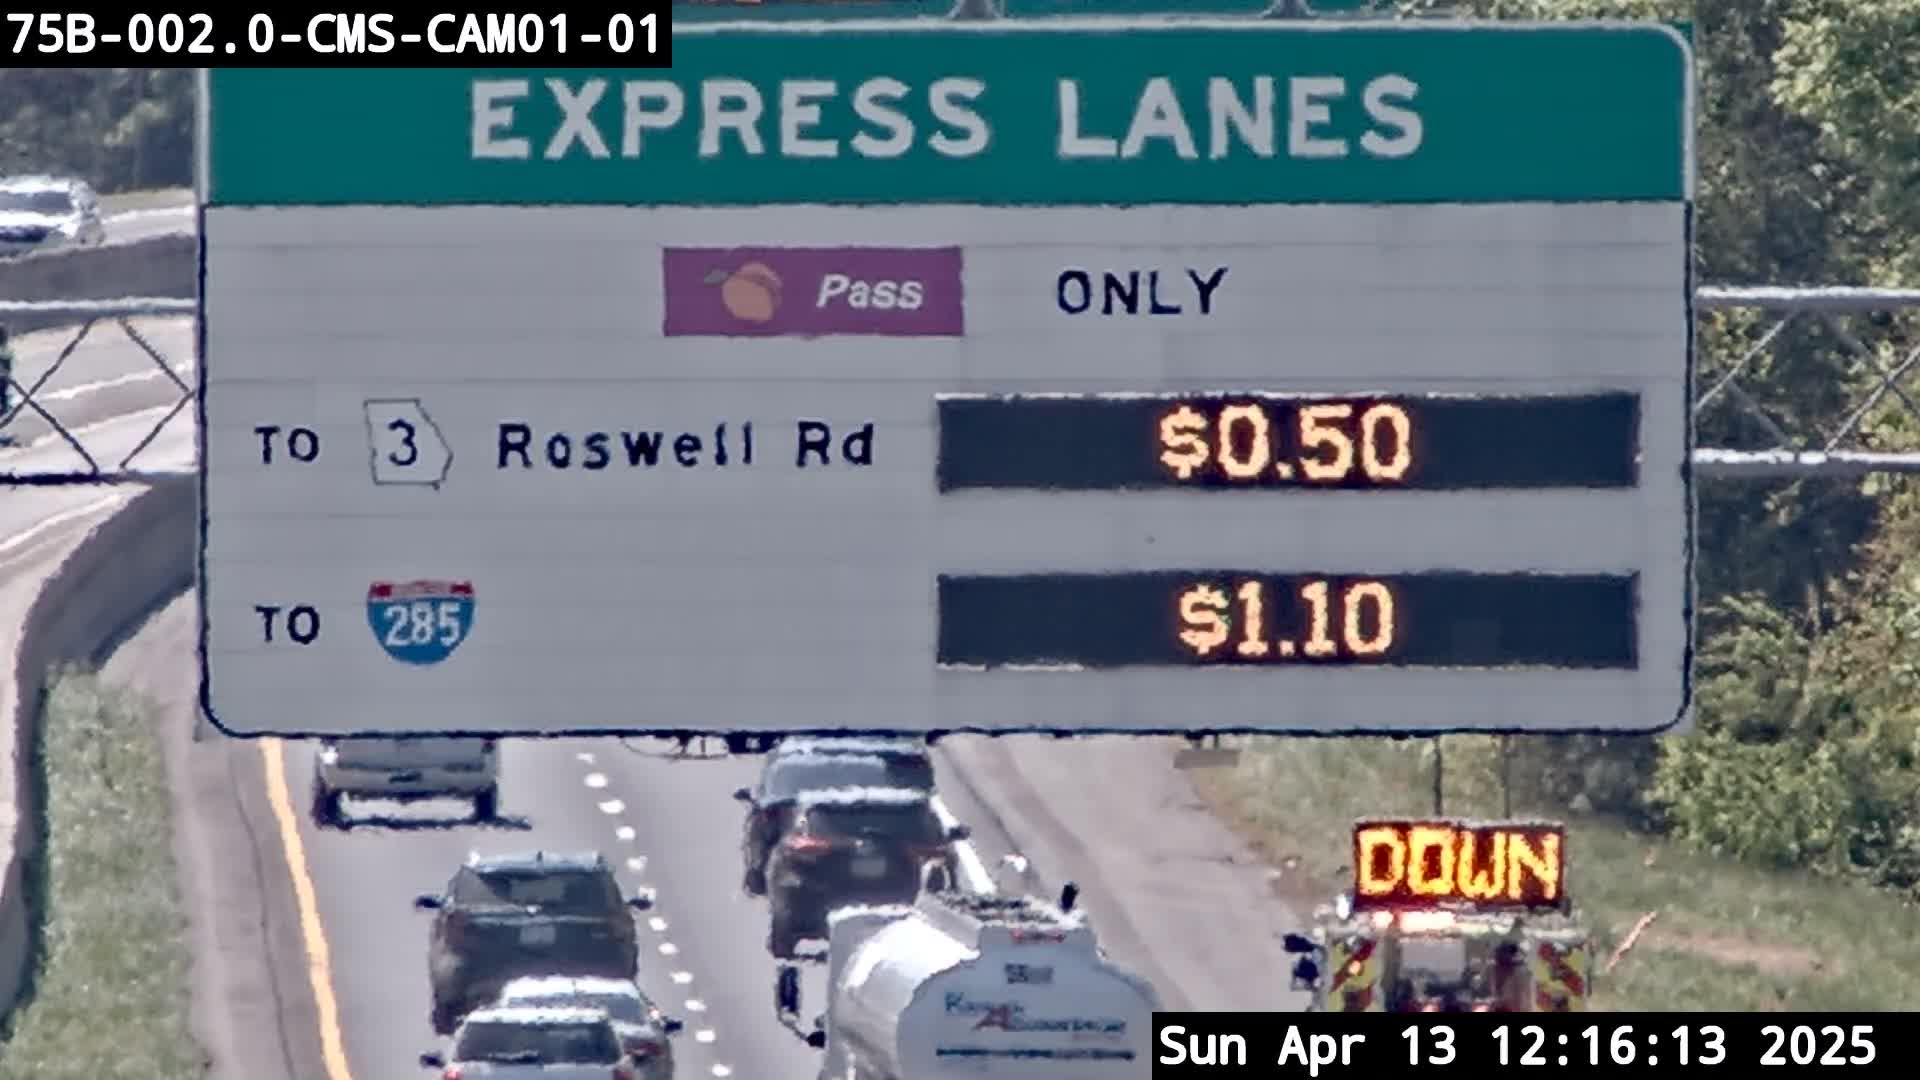 75B-002.0-CMS-CAM01-01
EXPRESS LANES
Pass ONLY
TO 3 Roswell Rd $0.50
TO 285 $1.10
DOWN
Sun Apr 13 12:16:13 2025